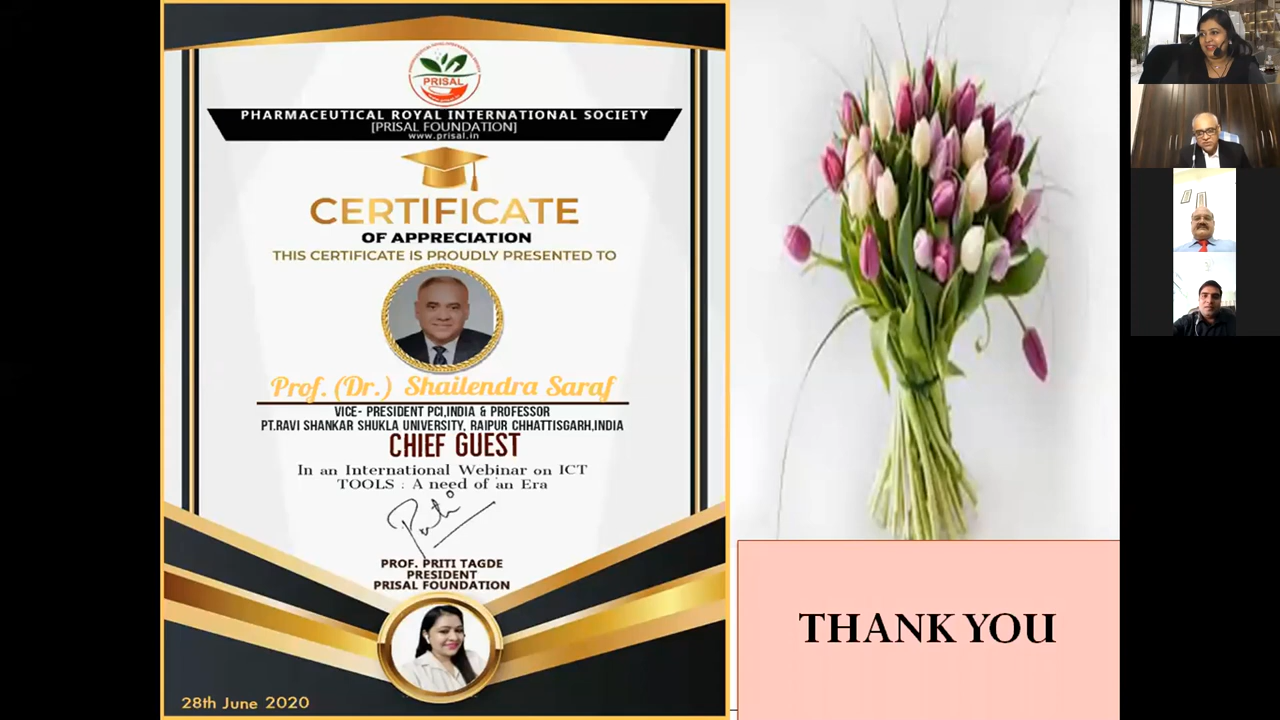 PRISAL
PHARMACEUTICAL ROYAL INTERNATIONAL SOCIETY
[PRISAL FOUNDATION]
www.prisal.in
CERTIFICATE
OF APPRECIATION
THIS CERTIFICATE IS PROUDLY PRESENTED TO
Prof. (Dr.) Shailendra Saraf
VICE- PRESIDENT PCI,INDIA & PROFESSOR
PT.RAVI SHANKAR SHUKLA UNIVERSITY, RAIPUR CHHATTISGARH,INDIA
CHIEF GUEST
In an International Webinar on ICT
TOOLS : A need of an Era
PROF. PRITI TAGDE
PRESIDENT
PRISAL FOUNDATION
28th June 2020
THANK YOU